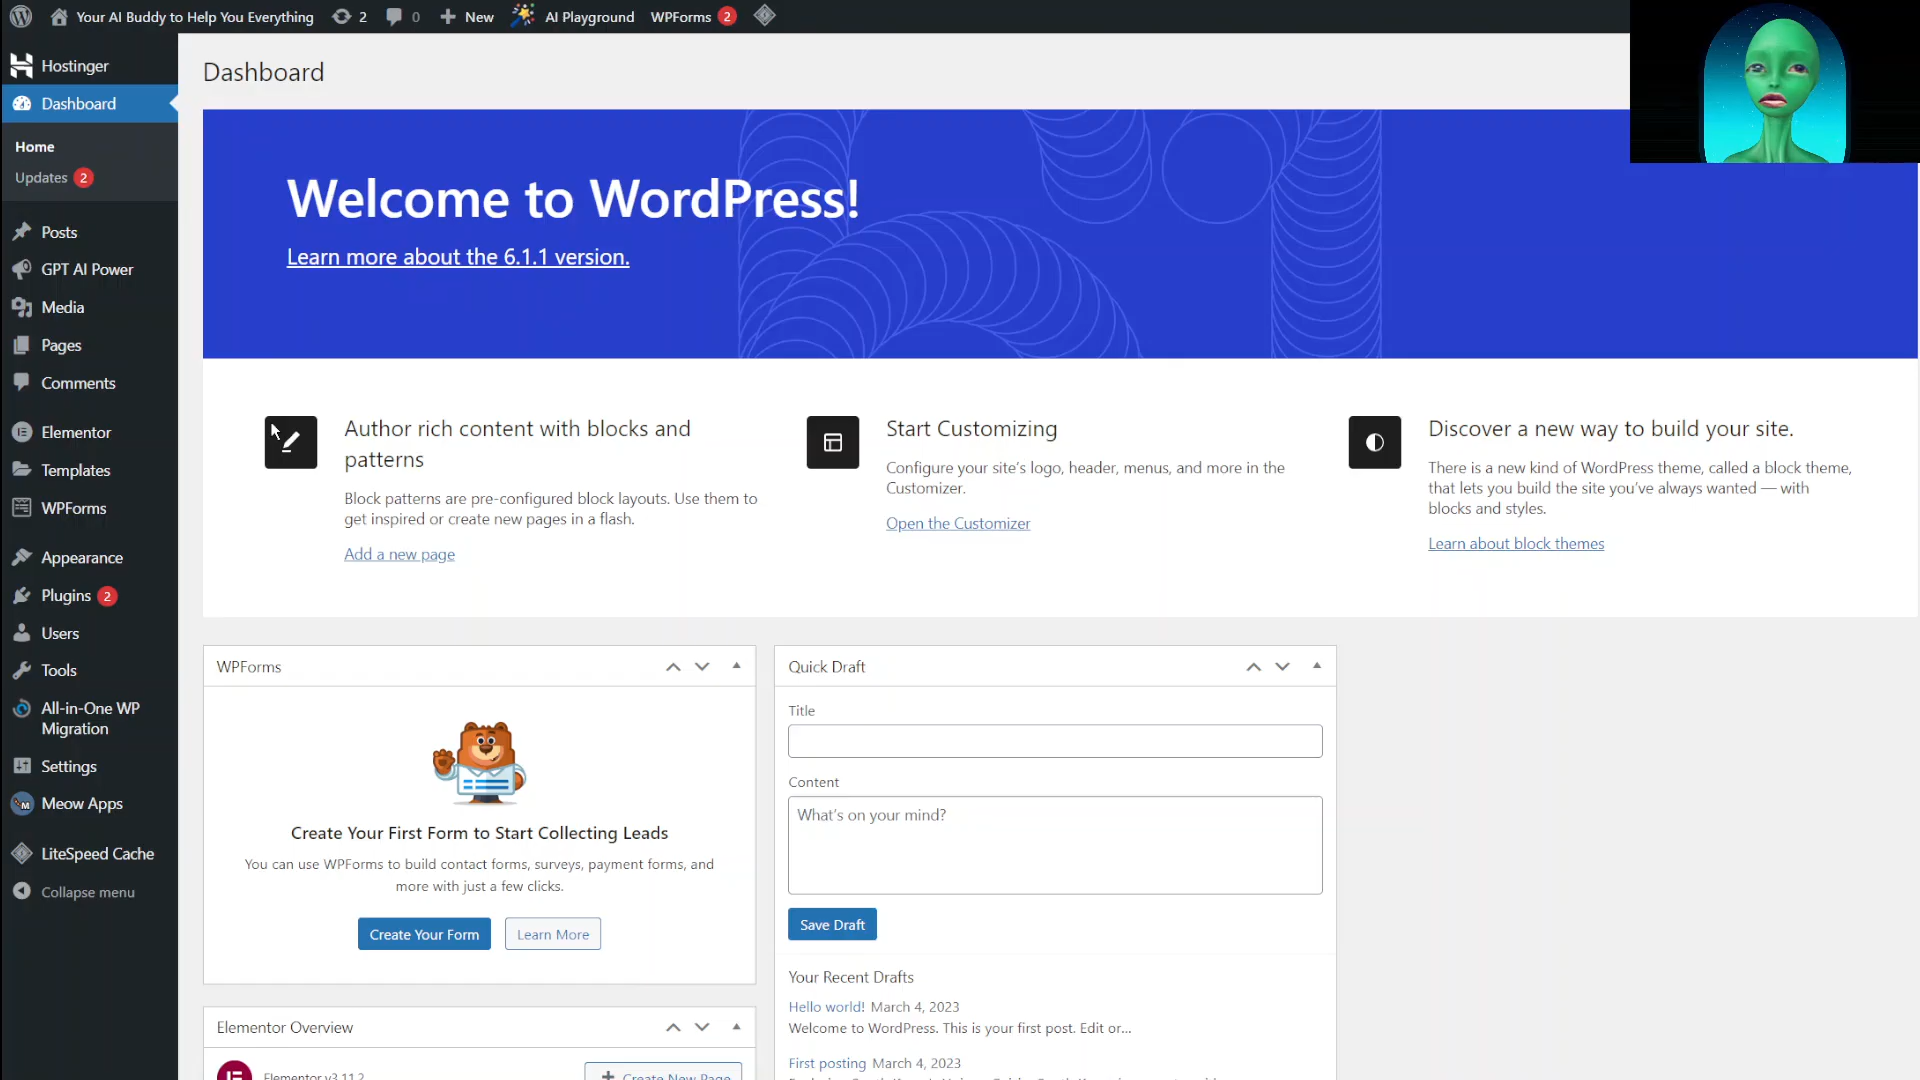 Your AI Buddy to Help You Everything 2 0 New AI Playground WPForms 2
Hostinger
Dashboard
Home
Updates 2
Posts
GPT AI Power
Media
Pages
Comments
Elementor
Templates
WPForms
Appearance
Plugins 2
Users
Tools
All-in-One WP
Migration
Settings
Meow Apps
LiteSpeed Cache
Collapse menu
Dashboard
Welcome to WordPress!
Learn more about the 6.1.1 version.
Author rich content with blocks and
patterns
Block patterns are pre-configured block layouts. Use them to
get inspired or create new pages in a flash.
Add a new page
Start Customizing
Configure your site's logo, header, menus, and more in the
Customizer.
Open the Customizer
Discover a new way to build your site.
There is a new kind of WordPress theme, called a block theme,
that lets you build the site you've always wanted — with
blocks and styles.
Learn about block themes
WPForms
Create Your First Form to Start Collecting Leads
You can use WPForms to build contact forms, surveys, payment forms, and
more with just a few clicks.
Create Your Form Learn More
Elementor Overview
Elementor v3.11.2
Create New Page
Quick Draft
Title
Content
What's on your mind?
Save Draft
Your Recent Drafts
Hello world! March 4, 2023
Welcome to WordPress. This is your first post. Edit or...
First posting March 4, 2023